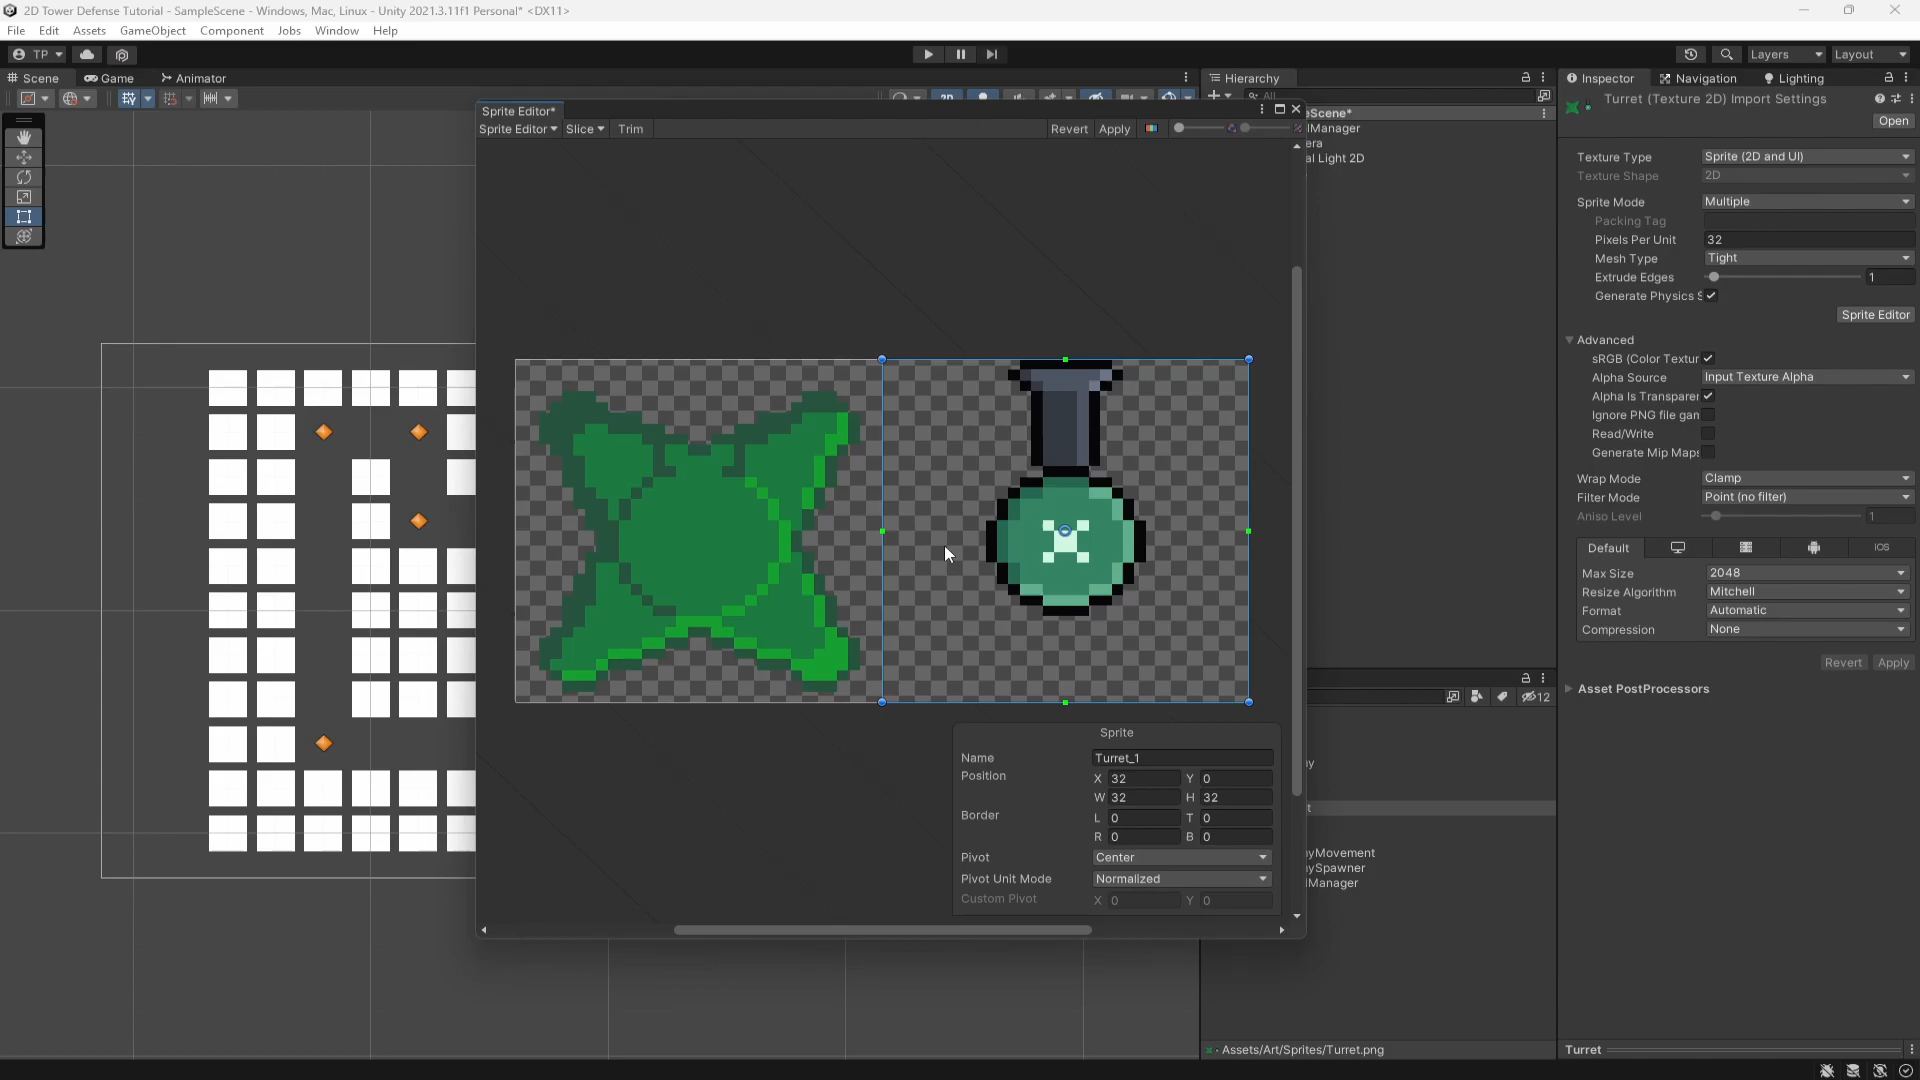 2D Tower Defense Tutorial - SampleScene - Windows, Mac, Linux - Unity 2021.3.11f1 Personal* <DX11>
File Edit Assets GameObject Component Jobs Window Help
TP Layers Layout
Scene Game Animator Hierarchy Inspector Navigation Lighting
2D All
Sprite Editor* eScene* Turret (Texture 2D) Import Settings
Open
Sprite Editor Slice Trim Revert Apply lManager
era
al Light 2D
Texture Type Sprite (2D and UI)
Texture Shape 2D
Sprite Mode Multiple
Packing Tag
Pixels Per Unit 32
Mesh Type Tight
Extrude Edges 1
Generate Physics S
Sprite Editor
Advanced
sRGB (Color Textur
Alpha Source Input Texture Alpha
Alpha Is Transparer
Ignore PNG file gan
Read/Write
Generate Mip Maps
Wrap Mode Clamp
Filter Mode Point (no filter)
Aniso Level 1
Default iOS
Max Size 2048
Resize Algorithm Mitchell
Format Automatic
Compression None
Revert Apply
Asset PostProcessors
12
Sprite
Name Turret_1
Position X 32 Y 0
W 32 H 32
Border L 0 T 0
R 0 B 0
Pivot Center
Pivot Unit Mode Normalized
Custom Pivot X 0 Y 0
y
t
yMovement
ySpawner
lManager
Assets/Art/Sprites/Turret.png
Turret